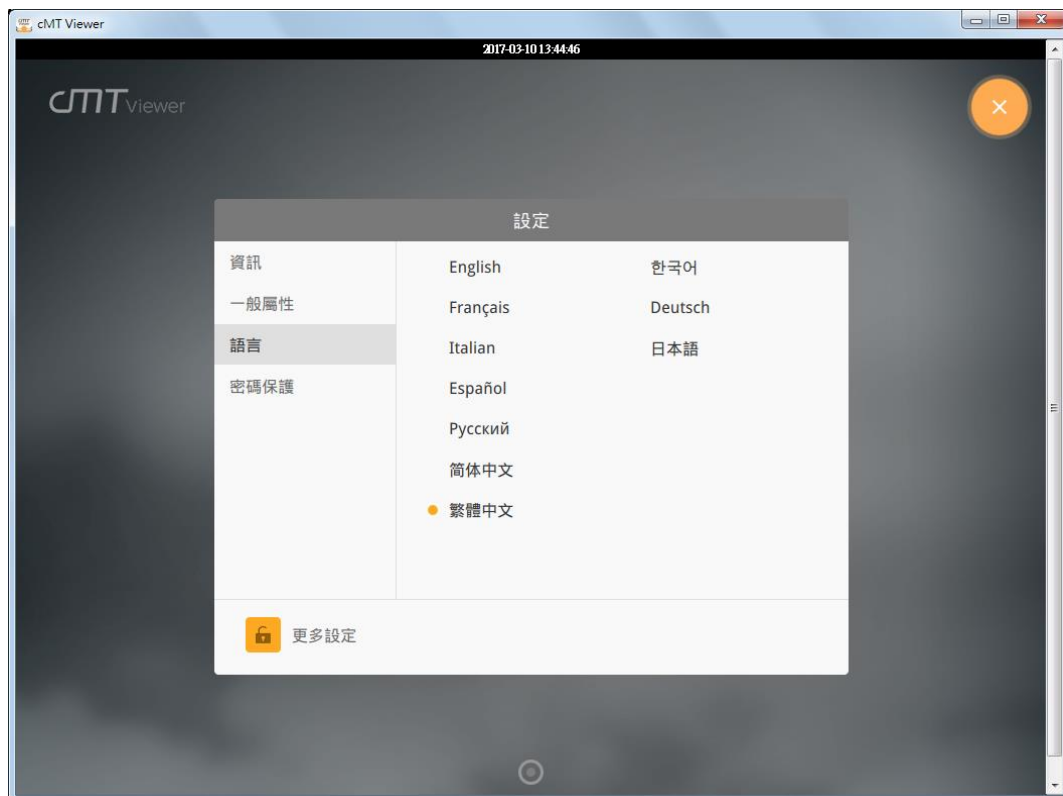 cMT Viewer
2017-03-10 13:44:46
cMT Viewer
設定
資訊
一般屬性
語言
密碼保護
English
Français
Italian
Español
Русский
简体中文
繁體中文
한국어
Deutsch
日本語
更多設定